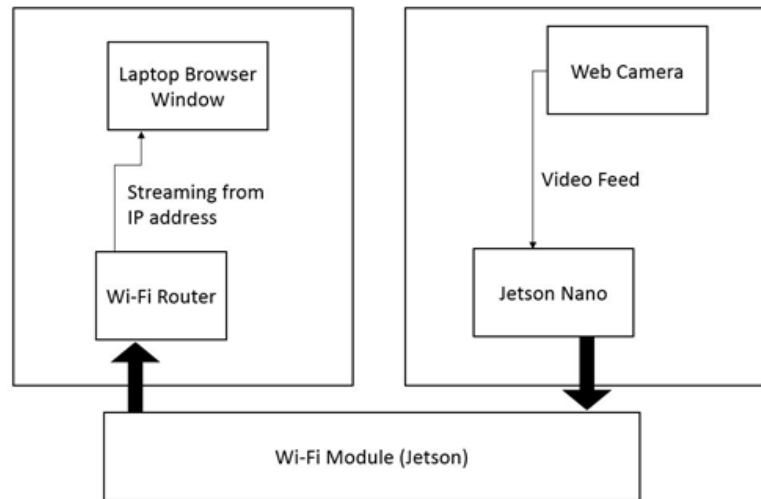 Laptop Browser
Window
Streaming from
IP address
Wi-Fi Router
Web Camera
Video Feed
Jetson Nano
Wi-Fi Module (Jetson)